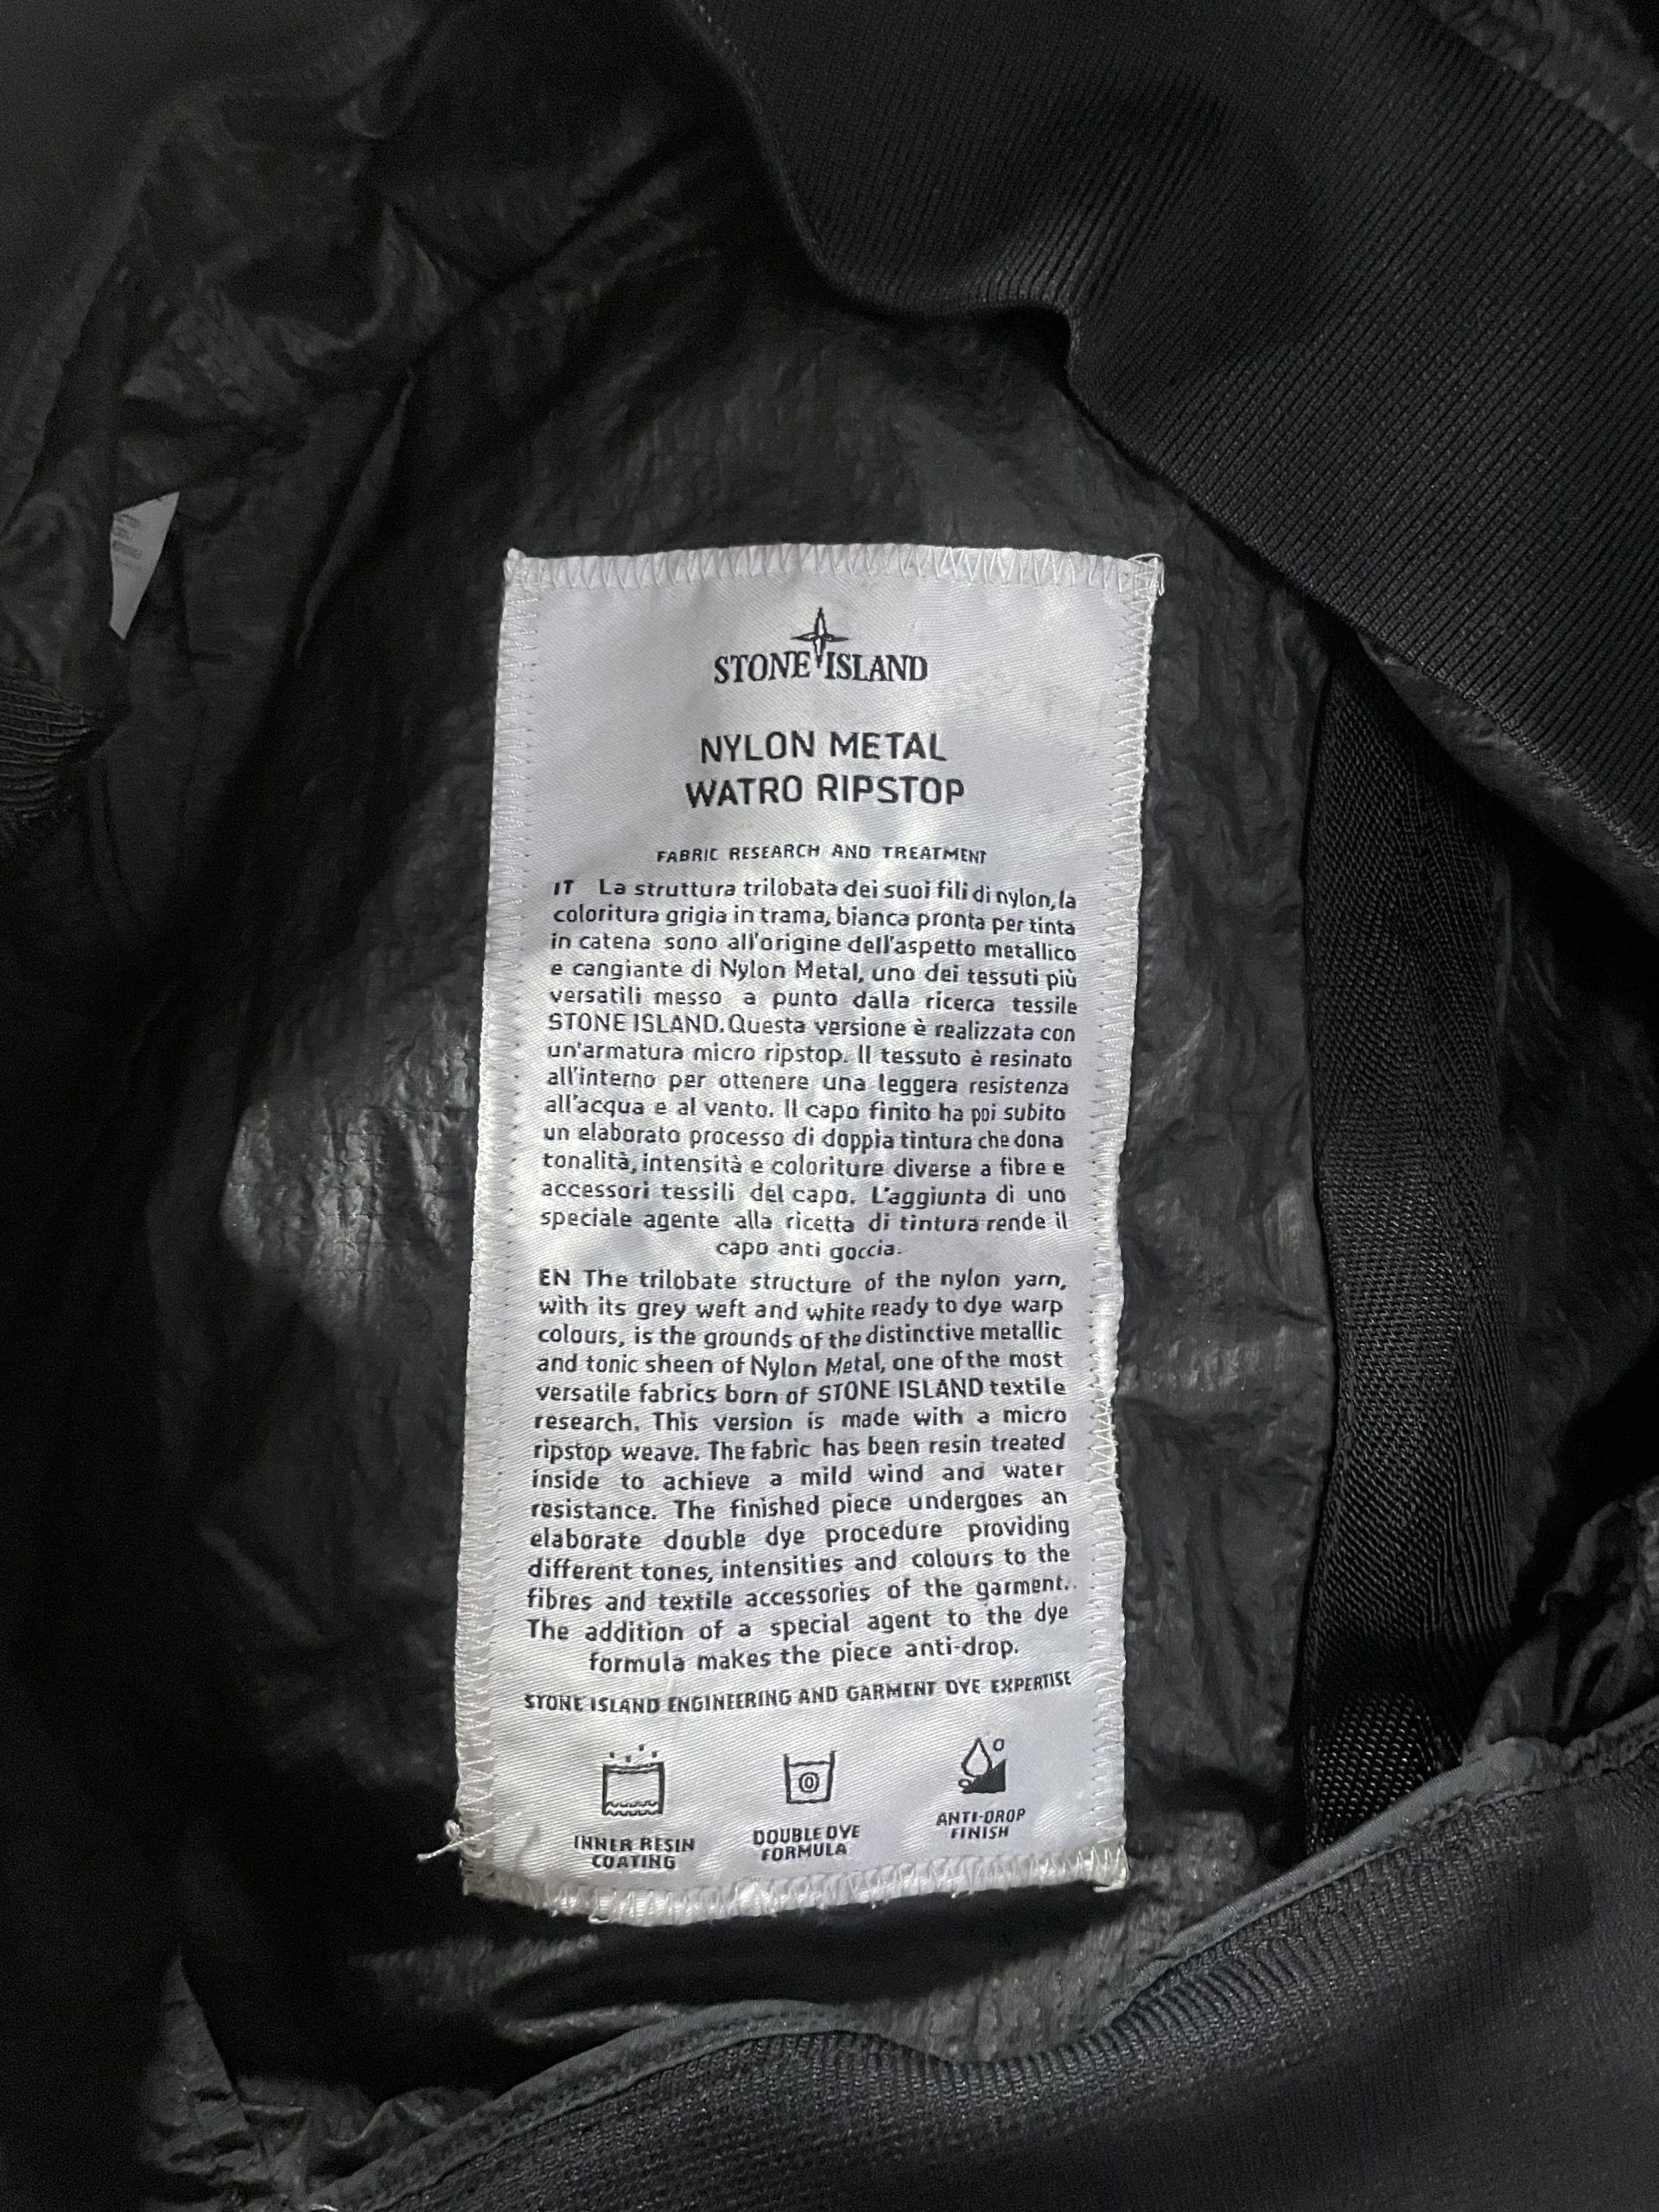 STONE ISLAND
NYLON METAL
WATRO RIPSTOP
FABRIC RESEARCH AND TREATMENT
IT La struttura trilobata dei suoi fili di nylon, la
coloritura grigia in trama, bianca pronta per tinta
in catena sono all'origine dell'aspetto metallico
e cangiante di Nylon Metal, uno dei tessuti più
versatili messo a punto dalla ricerca tessile
STONE ISLAND. Questa versione è realizzata con
un'armatura micro ripstop. Il tessuto è resinato
all'interno per ottenere una leggera resistenza
all'acqua e al vento. Il capo finito ha poi subito
un elaborato processo di doppia tintura che dona
tonalità, intensità e coloriture diverse a fibre e
accessori tessili del capo. L'aggiunta di uno
speciale agente alla ricetta di tintura rende il
capo anti goccia.
EN The trilobate structure of the nylon yarn,
with its grey weft and white ready to dye warp
colours, is the grounds of the distinctive metallic
and tonic sheen of Nylon Metal, one of the most
versatile fabrics born of STONE ISLAND textile
research. This version is made with a micro
ripstop weave. The fabric has been resin treated
inside to achieve a mild wind and water
resistance. The finished piece undergoes an
elaborate double dye procedure providing
different tones, intensities and colours to the
fibres and textile accessories of the garment..
The addition of a special agent to the dye
formula makes the piece anti-drop.
STONE ISLAND ENGINEERING AND GARMENT DYE EXPERTISE
INNER RESIN
COATING
DOUBLE DYE
FORMULA
ANTI-DROP
FINISH